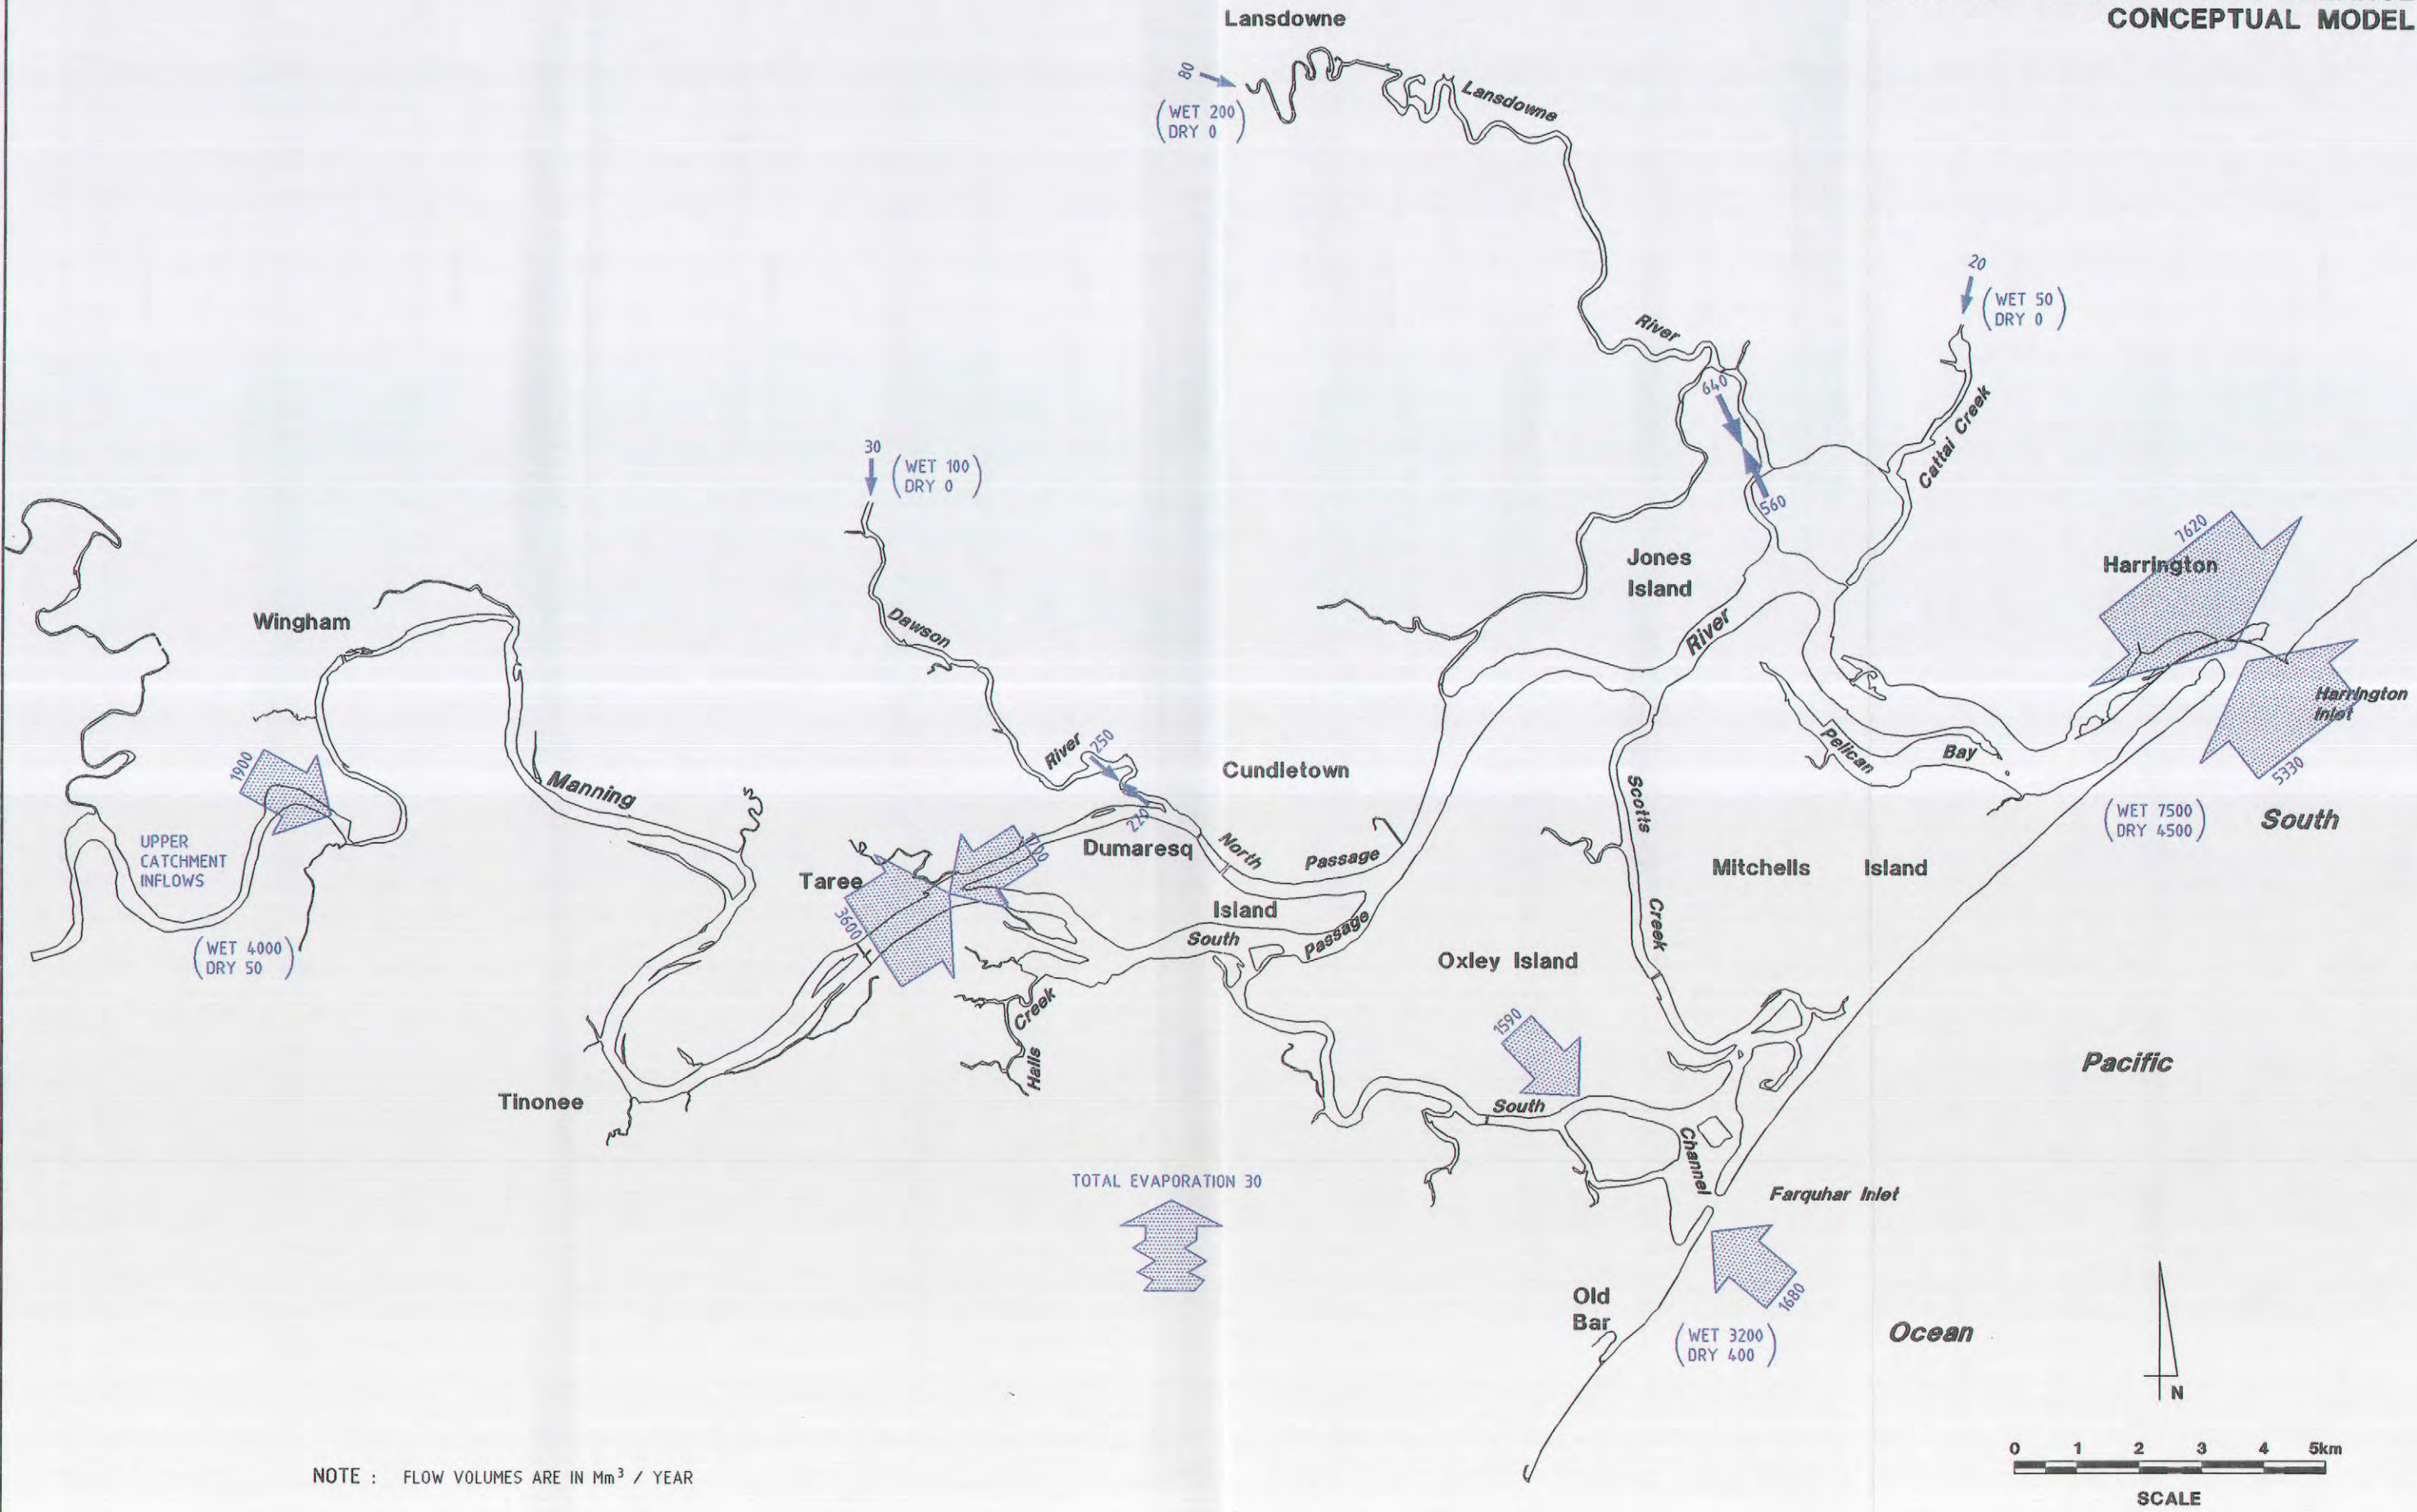 CONCEPTUAL MODEL
Lansdowne
80
(WET 200
DRY 0)
Lansdowne
River
20
(WET 50
DRY 0)
Cattai Creek
640
560
30
(WET 100
DRY 0)
Dawson
River
250
220
Jones
Island
River
Harrington
7620
Harrington
Inlet
5330
(WET 7500
DRY 4500)
South
Pacific
Ocean
Wingham
1900
UPPER
CATCHMENT
INFLOWS
(WET 4000
DRY 50)
Manning
Taree
3600
1700
Cundletown
Dumaresq
Island
North
Passage
South
Passage
Halls
Creek
Tinonee
Pelican
Bay
Scotts
Creek
Mitchells Island
Oxley Island
1590
South
Channel
Farquhar Inlet
1680
(WET 3200
DRY 400)
Old
Bar
TOTAL EVAPORATION 30
N
0 1 2 3 4 5km
SCALE
NOTE : FLOW VOLUMES ARE IN Mm³ / YEAR